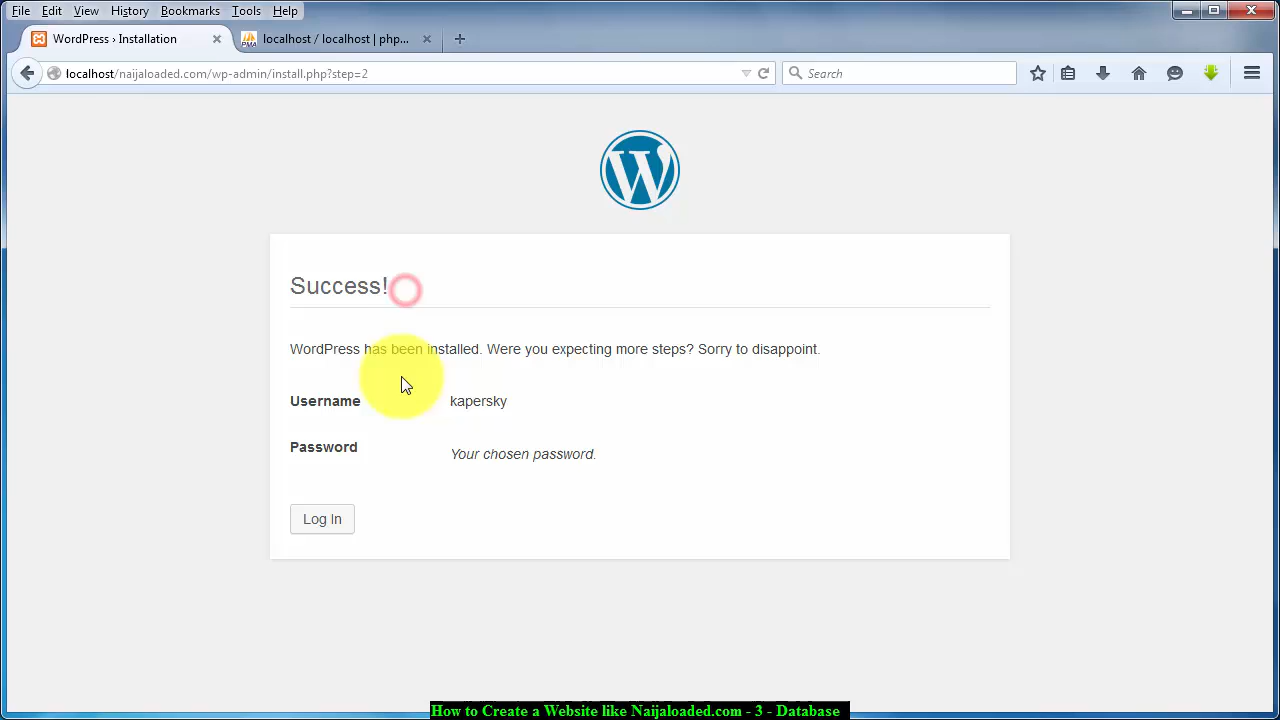 File Edit View History Bookmarks Tools Help
WordPress › Installation
localhost / localhost | php...
localhost/naijaloaded.com/wp-admin/install.php?step=2
Search
Success!
WordPress has been installed. Were you expecting more steps? Sorry to disappoint.
Username kapersky
Password Your chosen password.
Log In
How to Create a Website like Naijaloaded.com - 3 - Database